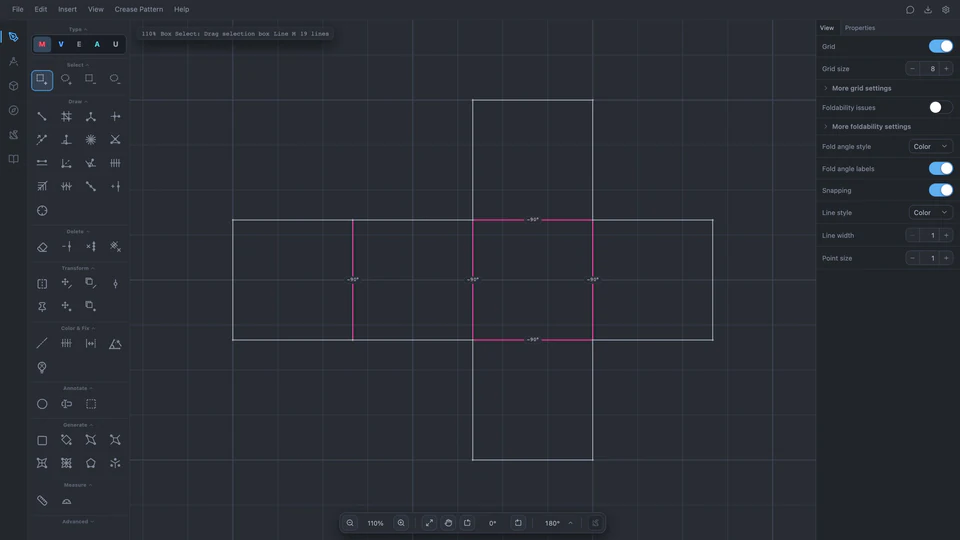 File Edit Insert View Crease Pattern Help
110% Box Select: Drag selection box Line M 19 lines
View Properties
Type
M V E A U
Select
Draw
Delete
Transform
Color & Fix
Annotate
Generate
Measure
Advanced
-90°
-90° -90° -90°
-90°
Grid
Grid size − 8 +
More grid settings
Foldability issues
More foldability settings
Fold angle style Color
Fold angle labels
Snapping
Line style Color
Line width − 1 +
Point size − 1 +
110% 0° 180°